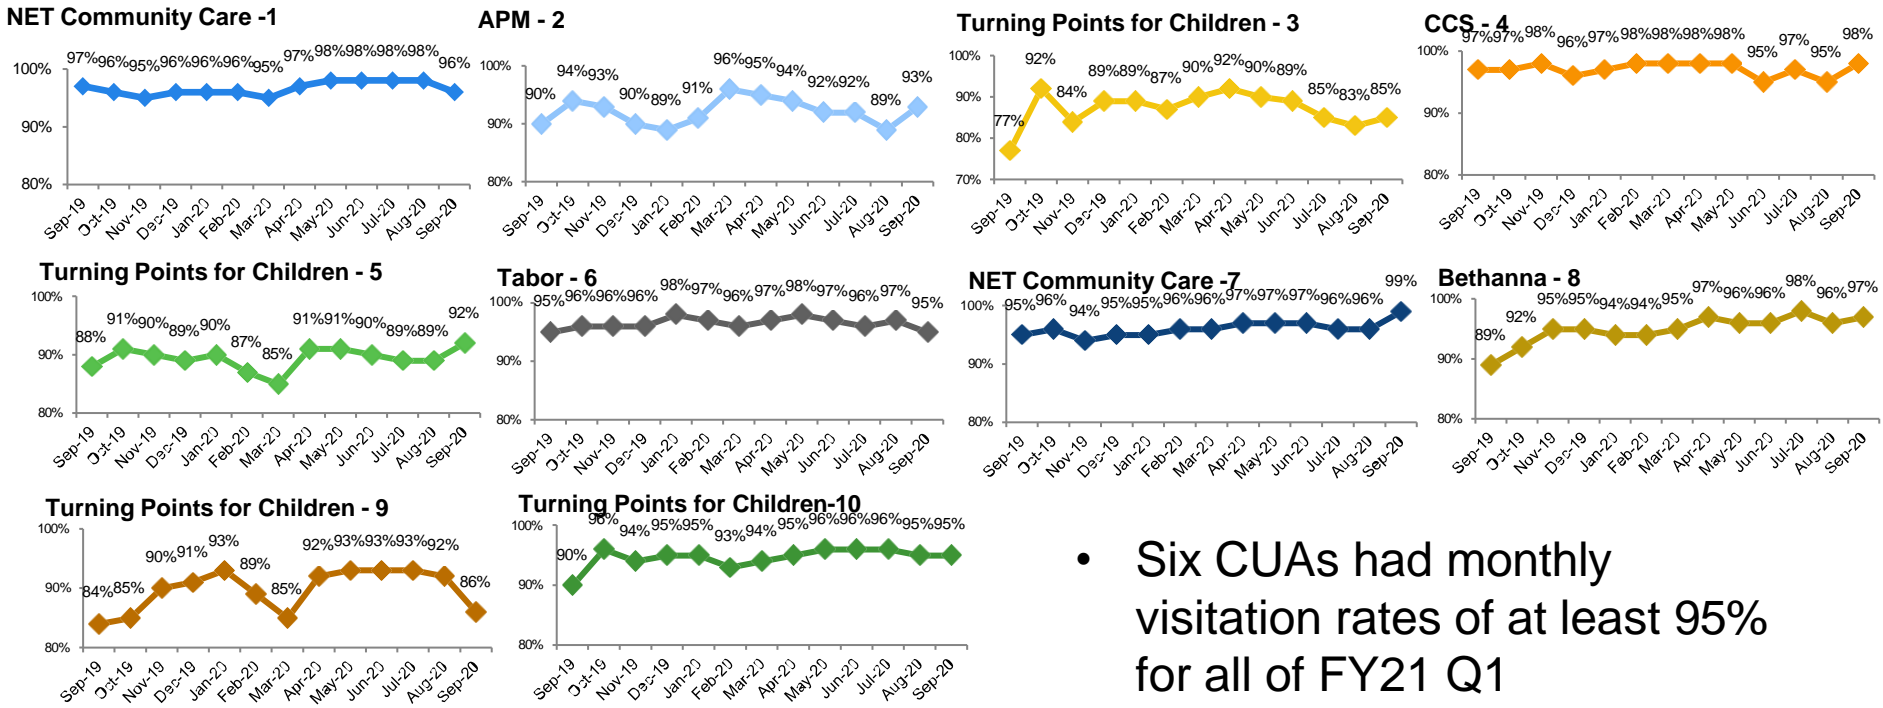 NET Community Care -1
97% 96% 95% 96% 96% 96% 95% 97% 98% 98% 98% 98% 96%
100%
90%
80%
Sep-19 Oct-19 Nov-19 Dec-19 Jan-20 Feb-20 Mar-20 Apr-20 May-20 Jun-20 Jul-20 Aug-20 Sep-20
APM - 2
90% 94% 93% 90% 89% 91% 96% 95% 94% 92% 92% 89% 93%
100%
90%
80%
Sep-19 Oct-19 Nov-19 Dec-19 Jan-20 Feb-20 Mar-20 Apr-20 May-20 Jun-20 Jul-20 Aug-20 Sep-20
Turning Points for Children - 3
77% 92% 84% 89% 89% 87% 90% 92% 90% 89% 85% 83% 85%
100%
90%
80%
70%
Sep-19 Oct-19 Nov-19 Dec-19 Jan-20 Feb-20 Mar-20 Apr-20 May-20 Jun-20 Jul-20 Aug-20 Sep-20
CCS - 4
97% 97% 98% 96% 97% 98% 98% 98% 98% 95% 97% 95% 98%
100%
90%
80%
Sep-19 Oct-19 Nov-19 Dec-19 Jan-20 Feb-20 Mar-20 Apr-20 May-20 Jun-20 Jul-20 Aug-20 Sep-20
Turning Points for Children - 5
88% 91% 90% 89% 90% 87% 85% 91% 91% 90% 89% 89% 92%
100%
90%
80%
Sep-19 Oct-19 Nov-19 Dec-19 Jan-20 Feb-20 Mar-20 Apr-20 May-20 Jun-20 Jul-20 Aug-20 Sep-20
Tabor - 6
95% 96% 96% 96% 98% 97% 96% 97% 98% 97% 96% 97% 95%
100%
90%
80%
Sep-19 Oct-19 Nov-19 Dec-19 Jan-20 Feb-20 Mar-20 Apr-20 May-20 Jun-20 Jul-20 Aug-20 Sep-20
NET Community Care -7
95% 96% 94% 95% 95% 96% 96% 97% 97% 97% 96% 96% 99%
100%
90%
80%
Sep-19 Oct-19 Nov-19 Dec-19 Jan-20 Feb-20 Mar-20 Apr-20 May-20 Jun-20 Jul-20 Aug-20 Sep-20
Bethanna - 8
89% 92% 95% 95% 94% 94% 95% 97% 96% 96% 98% 96% 97%
100%
90%
80%
Sep-19 Oct-19 Nov-19 Dec-19 Jan-20 Feb-20 Mar-20 Apr-20 May-20 Jun-20 Jul-20 Aug-20 Sep-20
Turning Points for Children - 9
84% 85% 90% 91% 93% 89% 85% 92% 93% 93% 93% 92% 86%
100%
90%
80%
Sep-19 Oct-19 Nov-19 Dec-19 Jan-20 Feb-20 Mar-20 Apr-20 May-20 Jun-20 Jul-20 Aug-20 Sep-20
Turning Points for Children-10
90% 96% 94% 95% 95% 93% 94% 95% 96% 96% 96% 95% 95%
100%
90%
80%
Sep-19 Oct-19 Nov-19 Dec-19 Jan-20 Feb-20 Mar-20 Apr-20 May-20 Jun-20 Jul-20 Aug-20 Sep-20
• Six CUAs had monthly
visitation rates of at least 95%
for all of FY21 Q1